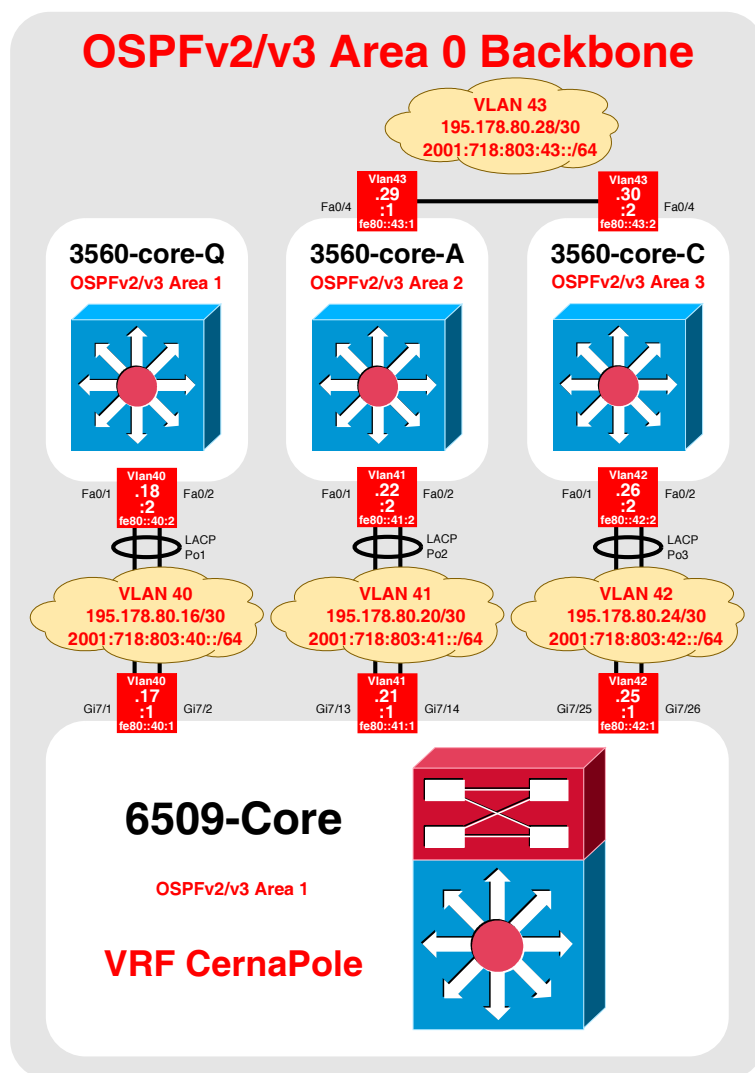 OSPFv2/v3 Area 0 Backbone
VLAN 43
195.178.80.28/30
2001:718:803:43::/64
Vlan43
.29
:1
fe80::43:1
Fa0/4
Vlan43
.30
:2
fe80::43:2
Fa0/4
3560-core-Q
OSPFv2/v3 Area 1
3560-core-A
OSPFv2/v3 Area 2
3560-core-C
OSPFv2/v3 Area 3
Fa0/1
Vlan40
.18
:2
fe80::40:2
Fa0/2
Fa0/1
Vlan41
.22
:2
fe80::41:2
Fa0/2
Fa0/1
Vlan42
.26
:2
fe80::42:2
Fa0/2
LACP
Po1
LACP
Po2
LACP
Po3
VLAN 40
195.178.80.16/30
2001:718:803:40::/64
VLAN 41
195.178.80.20/30
2001:718:803:41::/64
VLAN 42
195.178.80.24/30
2001:718:803:42::/64
Gi7/1
Vlan40
.17
:1
fe80::40:1
Gi7/2
Gi7/13
Vlan41
.21
:1
fe80::41:1
Gi7/14
Gi7/25
Vlan42
.25
:1
fe80::42:1
Gi7/26
6509-Core
OSPFv2/v3 Area 1
VRF CernaPole